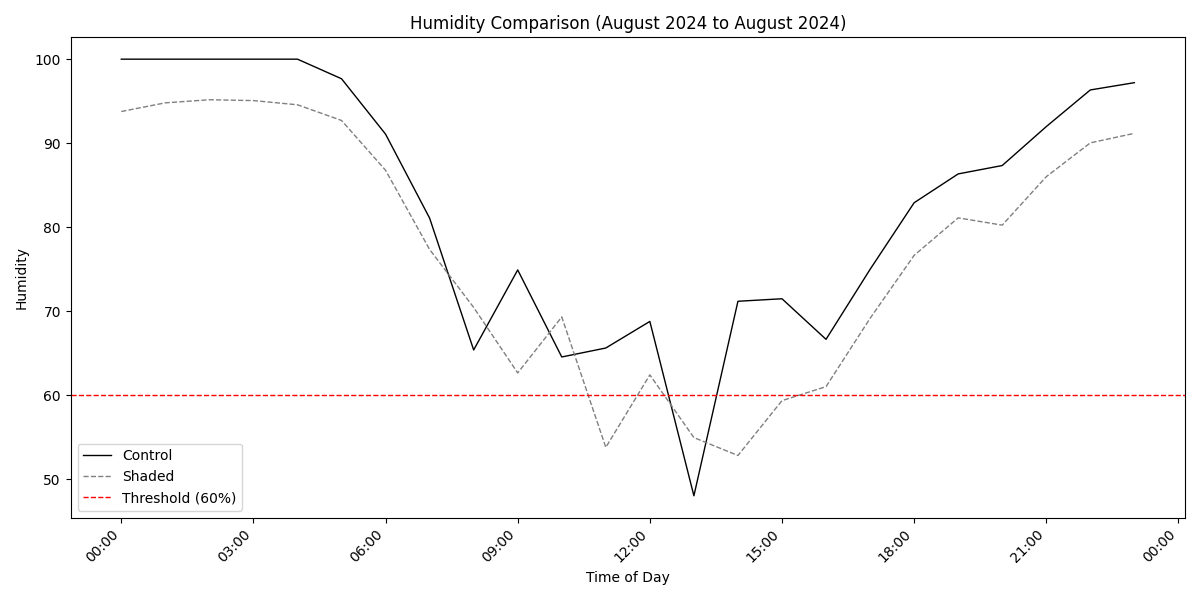 Humidity Comparison (August 2024 to August 2024)
Humidity
100
90
80
70
60
50
Control
Shaded
Threshold (60%)
00:00
03:00
06:00
09:00
12:00
15:00
18:00
21:00
00:00
Time of Day